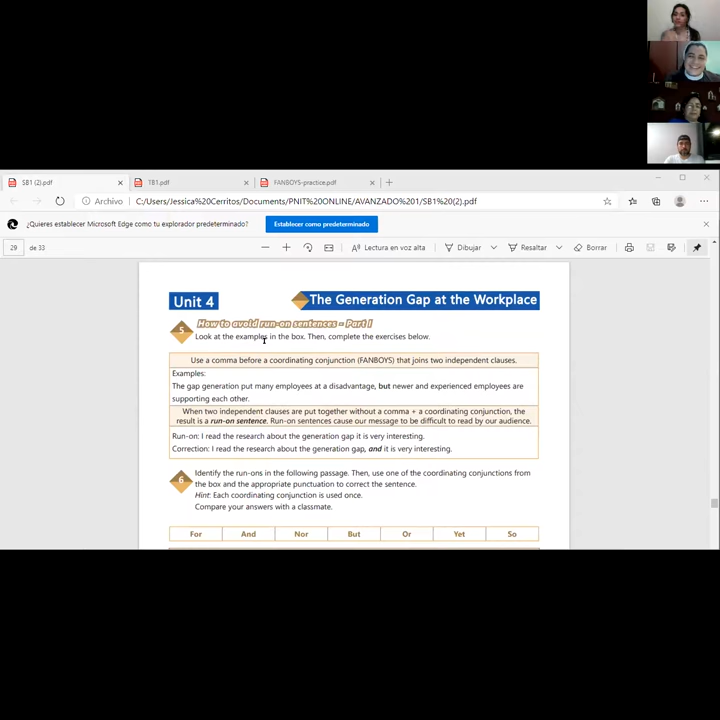 SB1 (2).pdf
TB1.pdf
FANBOYS-practice.pdf
Archivo
C:/Users/Jessica%20Cerritos/Documents/PNIT%20ONLINE/AVANZADO%201/SB1%20(2).pdf
¿Quieres establecer Microsoft Edge como tu explorador predeterminado?
Establecer como predeterminado
29 de 33
Lectura en voz alta
Dibujar
Resaltar
Borrar
Unit 4
The Generation Gap at the Workplace
5
How to avoid run-on sentences - Part I
Look at the examples in the box. Then, complete the exercises below.
Use a comma before a coordinating conjunction (FANBOYS) that joins two independent clauses.
Examples:
The gap generation put many employees at a disadvantage, but newer and experienced employees are
supporting each other.
When two independent clauses are put together without a comma + a coordinating conjunction, the
result is a run-on sentence. Run-on sentences cause our message to be difficult to read by our audience.
Run-on: I read the research about the generation gap it is very interesting.
Correction: I read the research about the generation gap, and it is very interesting.
6
Identify the run-ons in the following passage. Then, use one of the coordinating conjunctions from
the box and the appropriate punctuation to correct the sentence.
Hint: Each coordinating conjunction is used once.
Compare your answers with a classmate.
For And Nor But Or Yet So